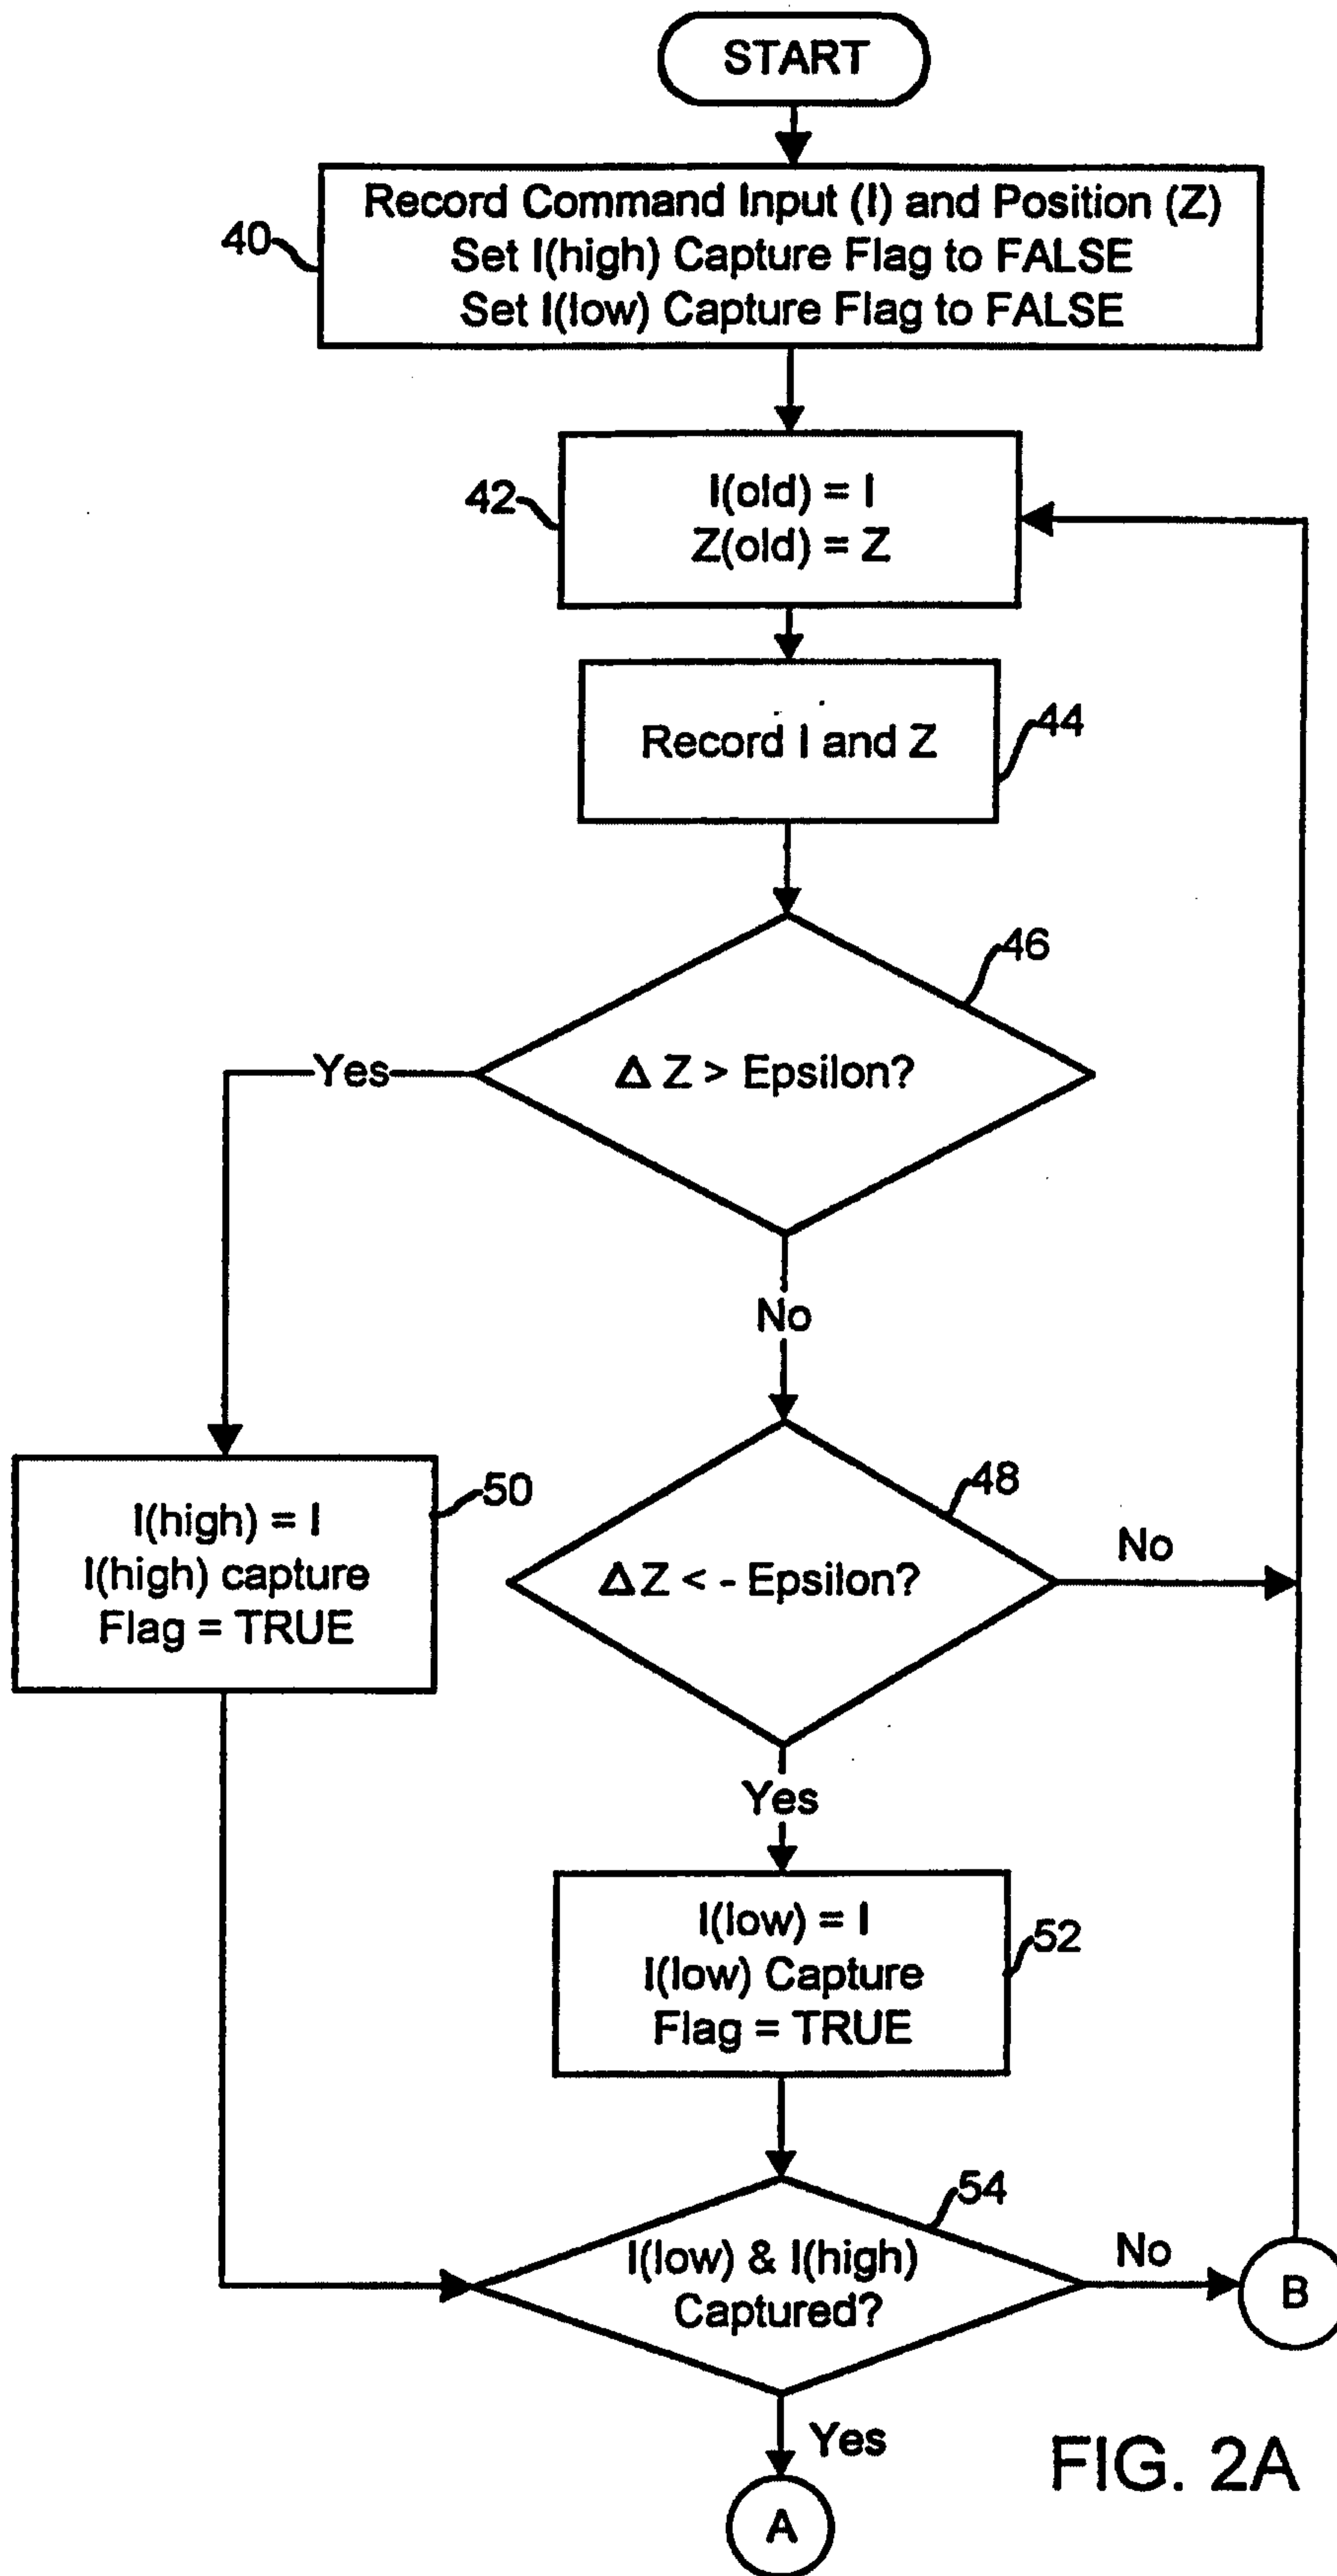 START
Record Command Input (I) and Position (Z)
Set I(high) Capture Flag to FALSE
Set I(low) Capture Flag to FALSE
40
I(old) = I
Z(old) = Z
42
Record I and Z
44
46
Δ Z > Epsilon?
Yes
No
I(high) = I
I(high) capture
Flag = TRUE
50
48
Δ Z < - Epsilon?
No
Yes
I(low) = I
I(low) Capture
Flag = TRUE
52
54
I(low) & I(high)
Captured?
No
B
Yes
A
FIG. 2A